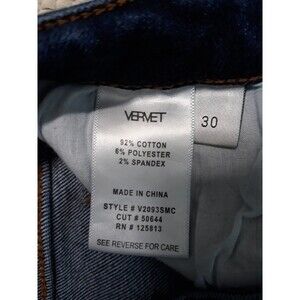 VERVET
30
92% COTTON
6% POLYESTER
2% SPANDEX
MADE IN CHINA
STYLE # V2093SMC
CUT # 50644
RN # 125813
SEE REVERSE FOR CARE